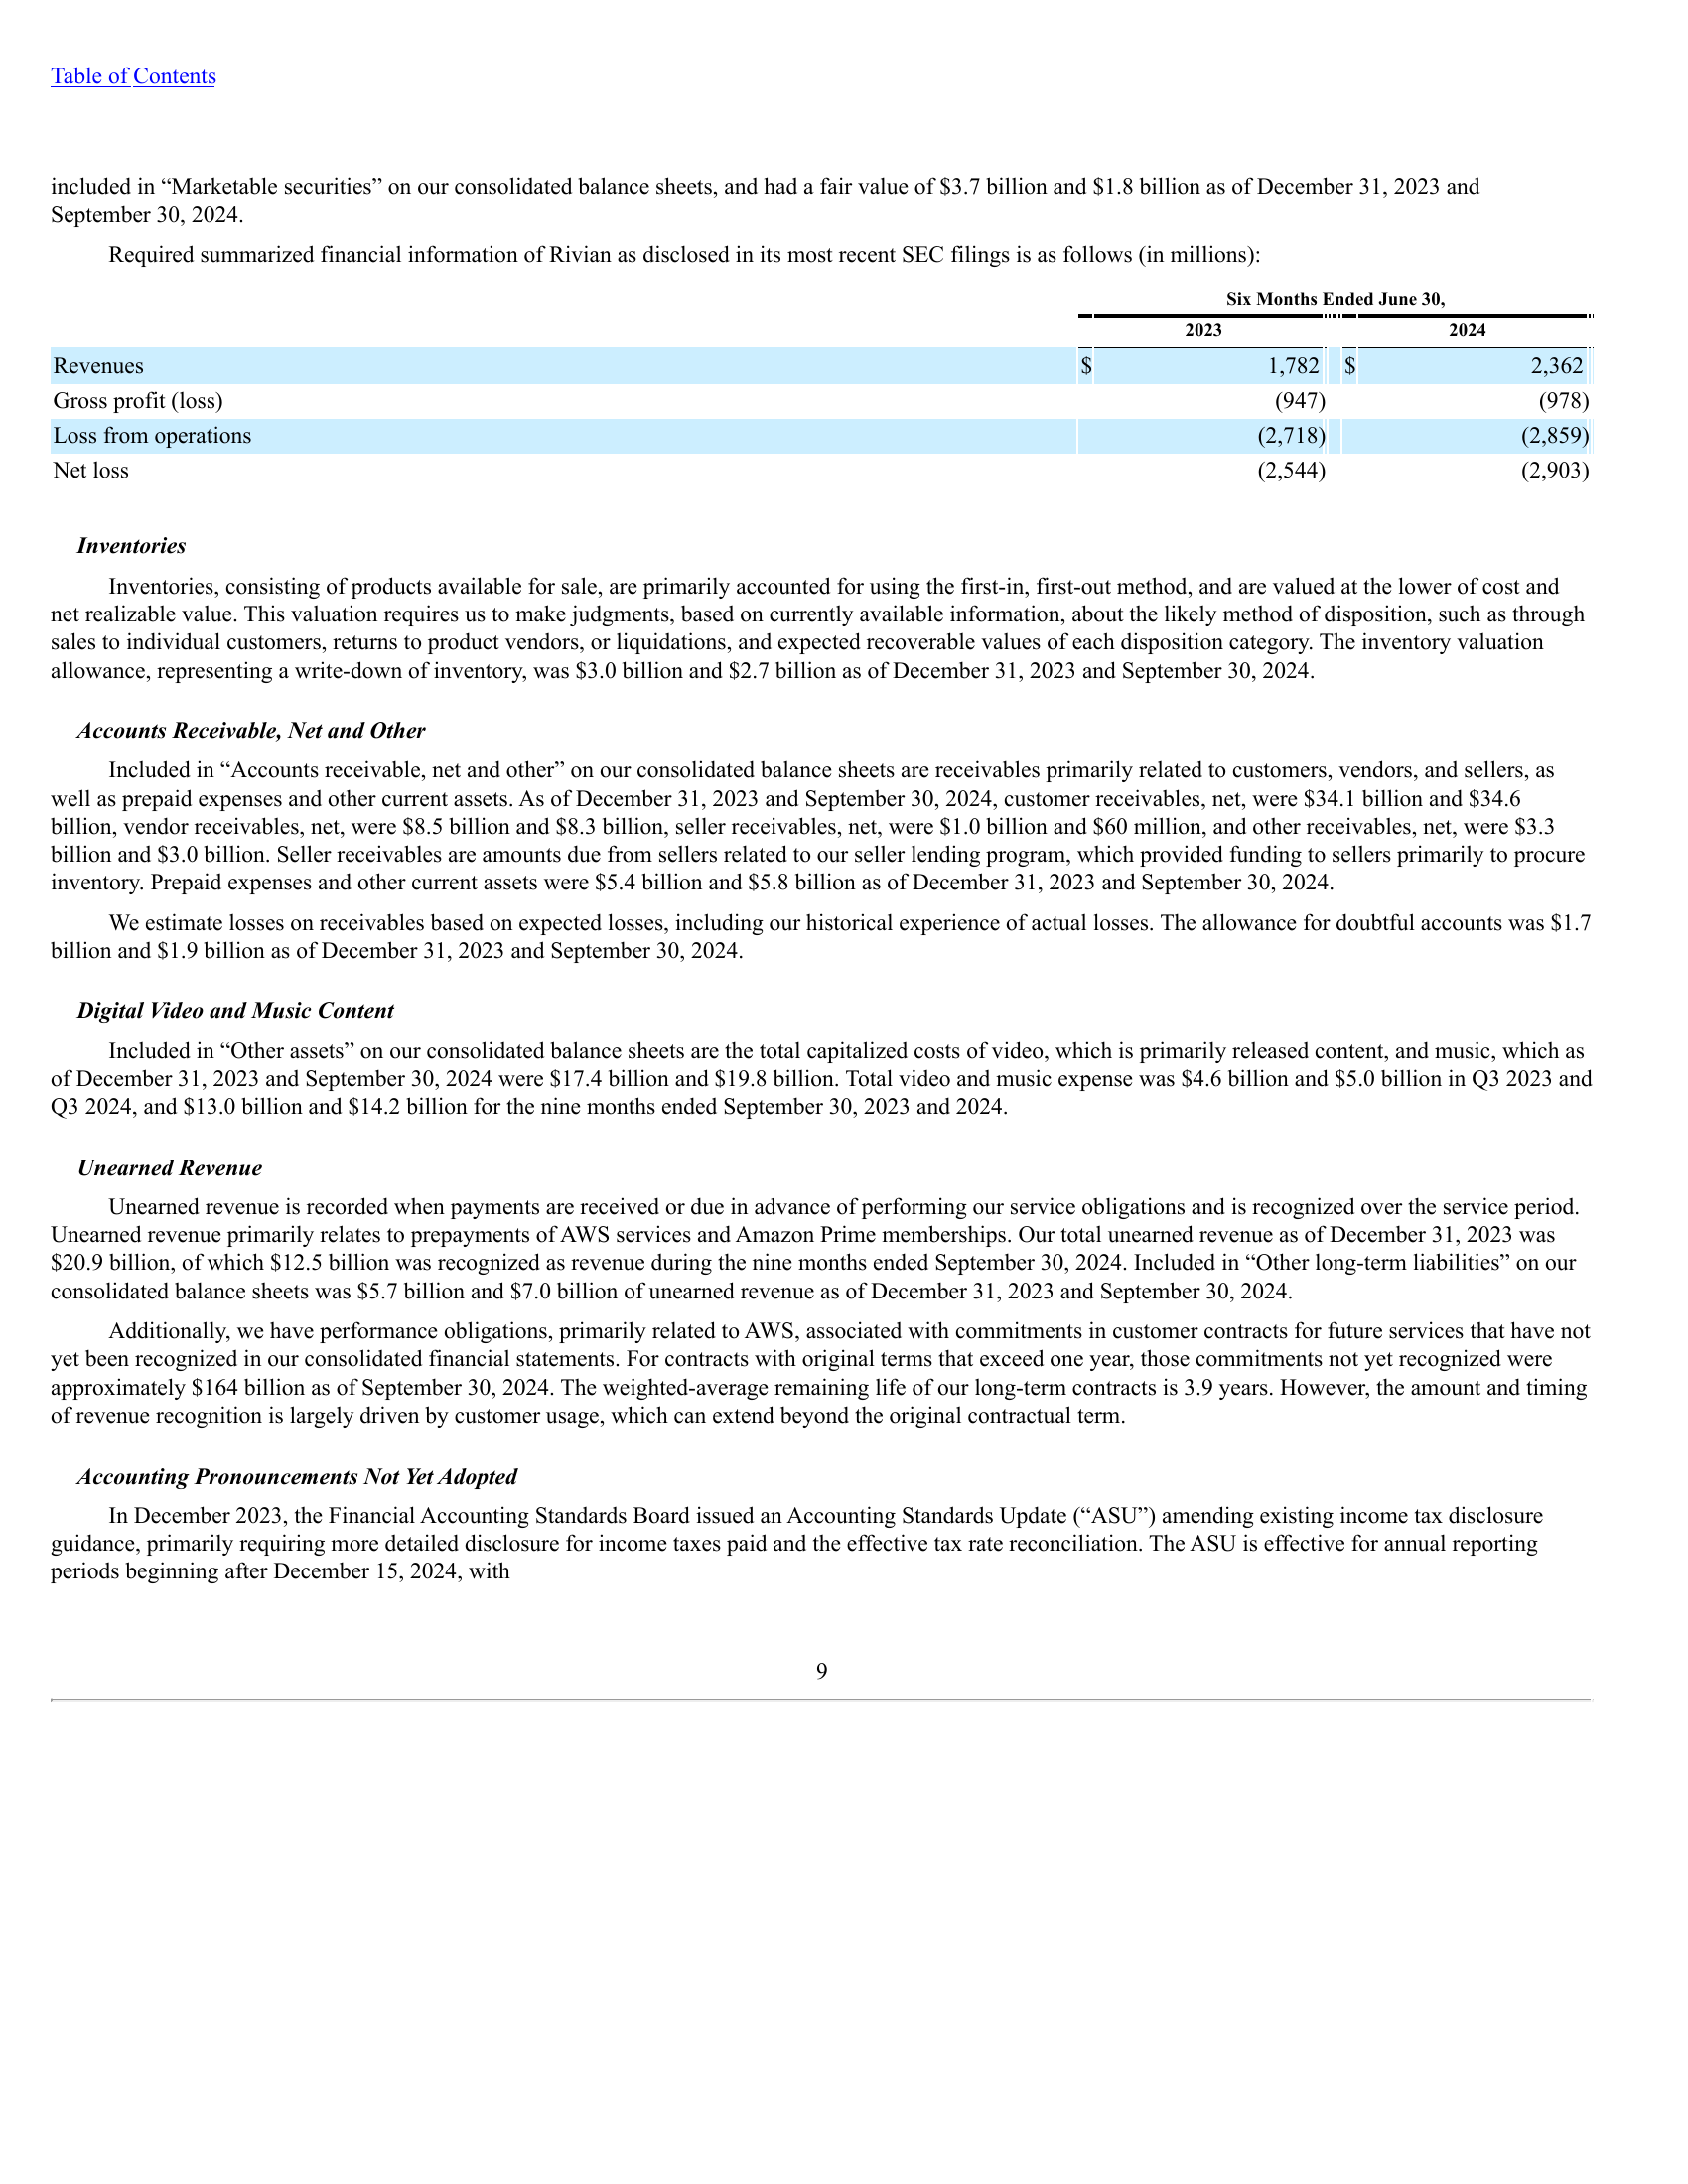 Table of Contents
included in “Marketable securities” on our consolidated balance sheets, and had a fair value of $3.7 billion and $1.8 billion as of December 31, 2023 and
September 30, 2024.
Required summarized financial information of Rivian as disclosed in its most recent SEC filings is as follows (in millions):
Six Months Ended June 30,
2023 2024
Revenues $ 1,782 $ 2,362
Gross profit (loss) (947) (978)
Loss from operations (2,718) (2,859)
Net loss (2,544) (2,903)
Inventories
Inventories, consisting of products available for sale, are primarily accounted for using the first-in, first-out method, and are valued at the lower of cost and
net realizable value. This valuation requires us to make judgments, based on currently available information, about the likely method of disposition, such as through
sales to individual customers, returns to product vendors, or liquidations, and expected recoverable values of each disposition category. The inventory valuation
allowance, representing a write-down of inventory, was $3.0 billion and $2.7 billion as of December 31, 2023 and September 30, 2024.
Accounts Receivable, Net and Other
Included in “Accounts receivable, net and other” on our consolidated balance sheets are receivables primarily related to customers, vendors, and sellers, as
well as prepaid expenses and other current assets. As of December 31, 2023 and September 30, 2024, customer receivables, net, were $34.1 billion and $34.6
billion, vendor receivables, net, were $8.5 billion and $8.3 billion, seller receivables, net, were $1.0 billion and $60 million, and other receivables, net, were $3.3
billion and $3.0 billion. Seller receivables are amounts due from sellers related to our seller lending program, which provided funding to sellers primarily to procure
inventory. Prepaid expenses and other current assets were $5.4 billion and $5.8 billion as of December 31, 2023 and September 30, 2024.
We estimate losses on receivables based on expected losses, including our historical experience of actual losses. The allowance for doubtful accounts was $1.7
billion and $1.9 billion as of December 31, 2023 and September 30, 2024.
Digital Video and Music Content
Included in “Other assets” on our consolidated balance sheets are the total capitalized costs of video, which is primarily released content, and music, which as
of December 31, 2023 and September 30, 2024 were $17.4 billion and $19.8 billion. Total video and music expense was $4.6 billion and $5.0 billion in Q3 2023 and
Q3 2024, and $13.0 billion and $14.2 billion for the nine months ended September 30, 2023 and 2024.
Unearned Revenue
Unearned revenue is recorded when payments are received or due in advance of performing our service obligations and is recognized over the service period.
Unearned revenue primarily relates to prepayments of AWS services and Amazon Prime memberships. Our total unearned revenue as of December 31, 2023 was
$20.9 billion, of which $12.5 billion was recognized as revenue during the nine months ended September 30, 2024. Included in “Other long-term liabilities” on our
consolidated balance sheets was $5.7 billion and $7.0 billion of unearned revenue as of December 31, 2023 and September 30, 2024.
Additionally, we have performance obligations, primarily related to AWS, associated with commitments in customer contracts for future services that have not
yet been recognized in our consolidated financial statements. For contracts with original terms that exceed one year, those commitments not yet recognized were
approximately $164 billion as of September 30, 2024. The weighted-average remaining life of our long-term contracts is 3.9 years. However, the amount and timing
of revenue recognition is largely driven by customer usage, which can extend beyond the original contractual term.
Accounting Pronouncements Not Yet Adopted
In December 2023, the Financial Accounting Standards Board issued an Accounting Standards Update (“ASU”) amending existing income tax disclosure
guidance, primarily requiring more detailed disclosure for income taxes paid and the effective tax rate reconciliation. The ASU is effective for annual reporting
periods beginning after December 15, 2024, with
9